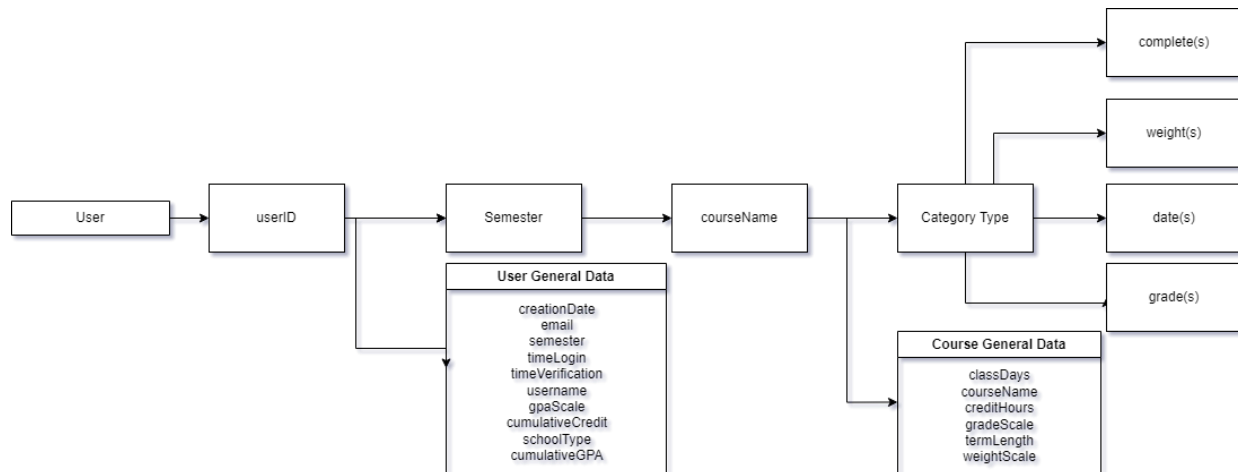 complete(s)
weight(s)
User
userID
Semester
courseName
Category Type
date(s)
grade(s)
User General Data
creationDate
email
semester
timeLogin
timeVerification
username
gpaScale
cumulativeCredit
schoolType
cumulativeGPA
Course General Data
classDays
courseName
creditHours
gradeScale
termLength
weightScale